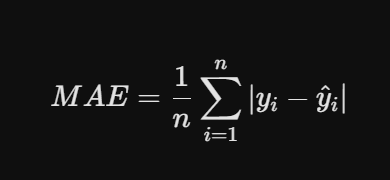 MAE = \frac{1}{n} \sum_{i=1}^{n} |y_i - \hat{y}_i|